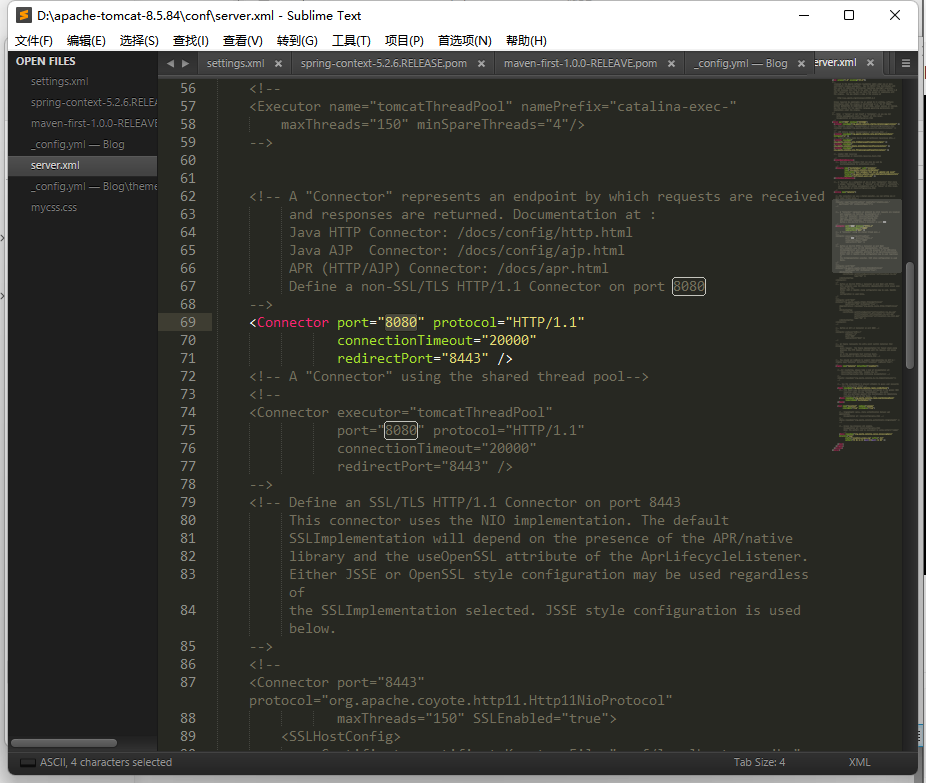 D:\apache-tomcat-8.5.84\conf\server.xml - Sublime Text
文件(F) 编辑(E) 选择(S) 查找(I) 查看(V) 转到(G) 工具(T) 项目(P) 首选项(N) 帮助(H)
OPEN FILES
settings.xml
spring-context-5.2.6.RELEA
maven-first-1.0.0-RELEAVE
_config.yml — Blog
server.xml
_config.yml — Blog\theme
mycss.css
settings.xml spring-context-5.2.6.RELEASE.pom maven-first-1.0.0-RELEAVE.pom _config.yml — Blog erver.xml
56 <!--
57 <Executor name="tomcatThreadPool" namePrefix="catalina-exec-"
58 maxThreads="150" minSpareThreads="4"/>
59 -->
60
61
62 <!-- A "Connector" represents an endpoint by which requests are received
63 and responses are returned. Documentation at :
64 Java HTTP Connector: /docs/config/http.html
65 Java AJP  Connector: /docs/config/ajp.html
66 APR (HTTP/AJP) Connector: /docs/apr.html
67 Define a non-SSL/TLS HTTP/1.1 Connector on port 8080
68 -->
69 <Connector port="8080" protocol="HTTP/1.1"
70 connectionTimeout="20000"
71 redirectPort="8443" />
72 <!-- A "Connector" using the shared thread pool-->
73 <!--
74 <Connector executor="tomcatThreadPool"
75 port="8080" protocol="HTTP/1.1"
76 connectionTimeout="20000"
77 redirectPort="8443" />
78 -->
79 <!-- Define an SSL/TLS HTTP/1.1 Connector on port 8443
80 This connector uses the NIO implementation. The default
81 SSLImplementation will depend on the presence of the APR/native
82 library and the useOpenSSL attribute of the AprLifecycleListener.
83 Either JSSE or OpenSSL style configuration may be used regardless
of
84 the SSLImplementation selected. JSSE style configuration is used
below.
85 -->
86 <!--
87 <Connector port="8443"
protocol="org.apache.coyote.http11.Http11NioProtocol"
88 maxThreads="150" SSLEnabled="true">
89 <SSLHostConfig>
ASCII, 4 characters selected Tab Size: 4 XML